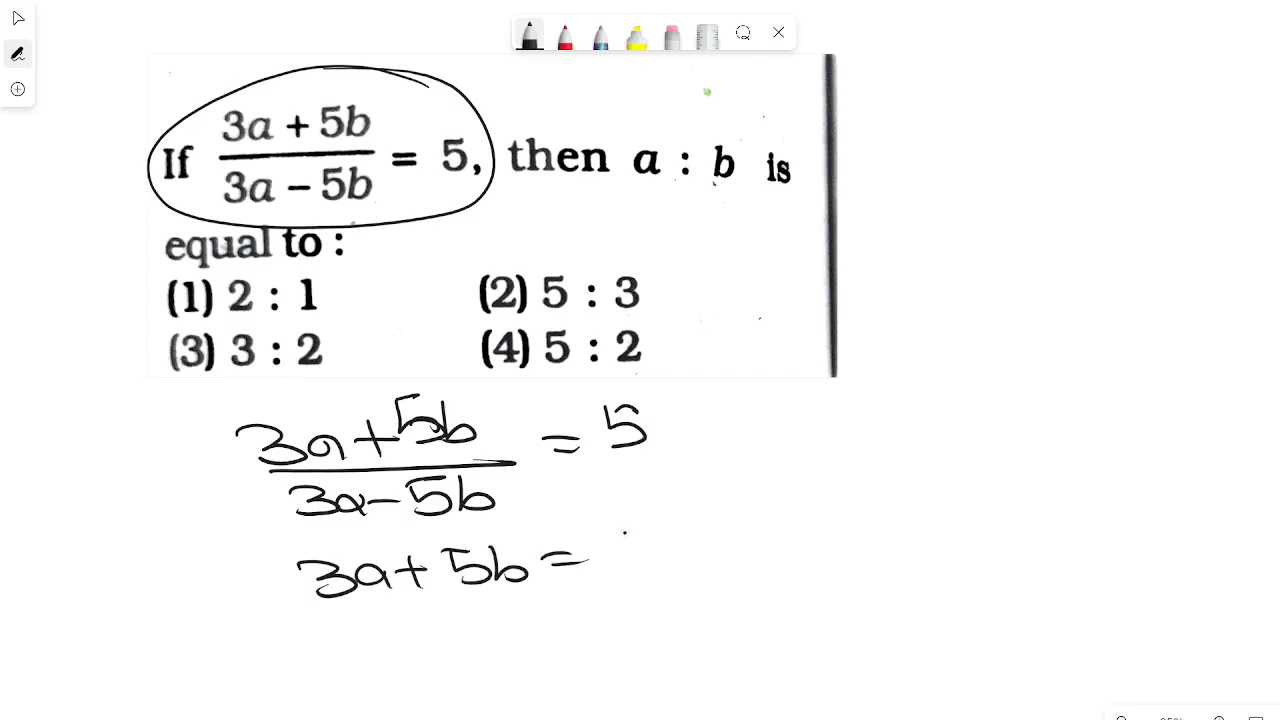 If (3a + 5b)/(3a - 5b) = 5, then a : b is
equal to :
(1) 2 : 1 (2) 5 : 3
(3) 3 : 2 (4) 5 : 2
(3a+5b)/(3a-5b) = 5
3a+5b=